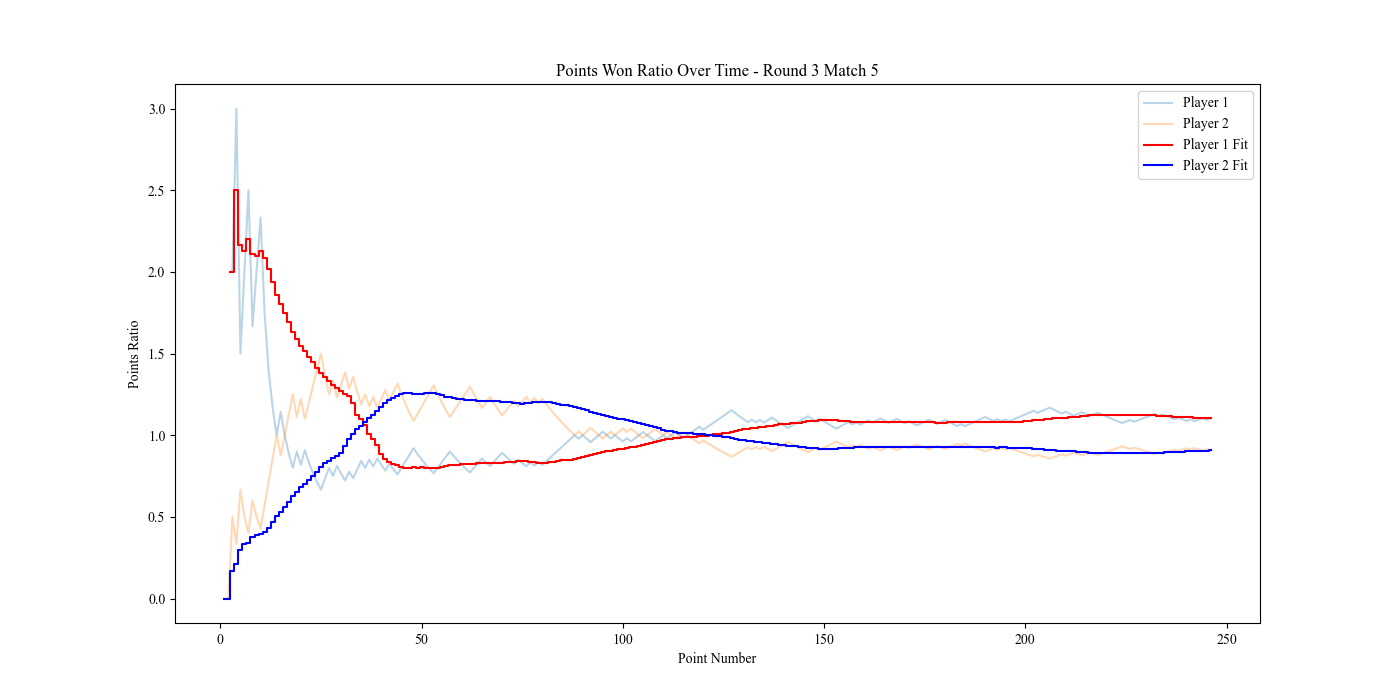 Points Won Ratio Over Time - Round 3 Match 5
Player 1
Player 2
Player 1 Fit
Player 2 Fit
Points Ratio
3.0
2.5
2.0
1.5
1.0
0.5
0.0
0
50
100
150
200
250
Point Number